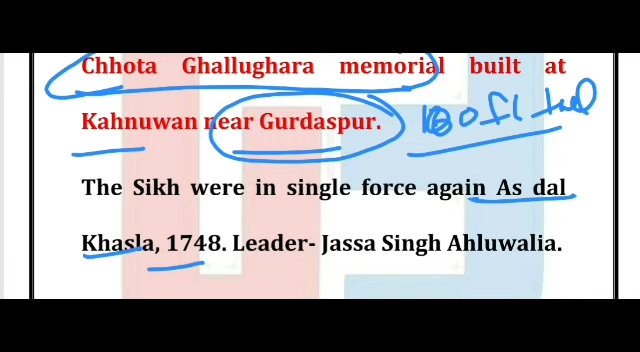 Chhota Ghallughara memorial built at
Kahnuwan near Gurdaspur.
The Sikh were in single force again As dal
Khasla, 1748. Leader- Jassa Singh Ahluwalia.